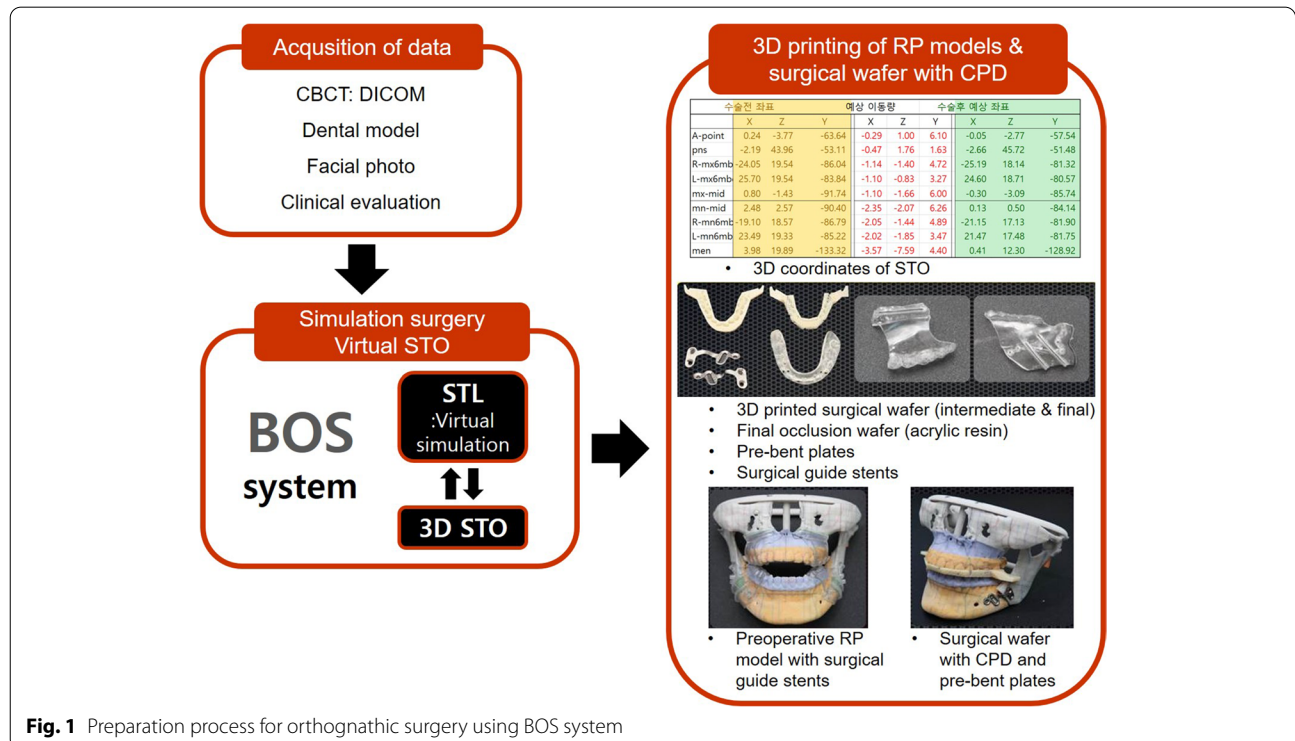 Acqusition of data
CBCT: DICOM
Dental model
Facial photo
Clinical evaluation
Simulation surgery
Virtual STO
BOS
system
STL
:Virtual
simulation
3D STO
3D printing of RP models &
surgical wafer with CPD
수술전 좌표 예상 이동량 수술후 예상 좌표
X Z Y X Z Y X Z Y
A-point 0.24 -3.77 -63.64 -0.29 1.00 6.10 -0.05 -2.77 -57.54
pns -2.19 43.96 -53.11 -0.47 1.76 1.63 -2.66 45.72 -51.48
R-mx6mb -24.05 19.54 -86.04 -1.14 -1.40 4.72 -25.19 18.14 -81.32
L-mx6mb 25.70 19.54 -83.84 -1.10 -0.83 3.27 24.60 18.71 -80.57
mx-mid 0.80 -1.43 -91.74 -1.10 -1.66 6.00 -0.30 -3.09 -85.74
mn-mid 2.48 2.57 -90.40 -2.35 -2.07 6.26 0.13 0.50 -84.14
R-mn6mb -19.10 18.57 -86.79 -2.05 -1.44 4.89 -21.15 17.13 -81.90
L-mn6mb 23.49 19.33 -85.22 -2.02 -1.85 3.47 21.47 17.48 -81.75
men 3.98 19.89 -133.32 -3.57 -7.59 4.40 0.41 12.30 -128.92
• 3D coordinates of STO
• 3D printed surgical wafer (intermediate & final)
• Final occlusion wafer (acrylic resin)
• Pre-bent plates
• Surgical guide stents
• Preoperative RP
model with surgical
guide stents
• Surgical wafer
with CPD and
pre-bent plates
Fig. 1 Preparation process for orthognathic surgery using BOS system